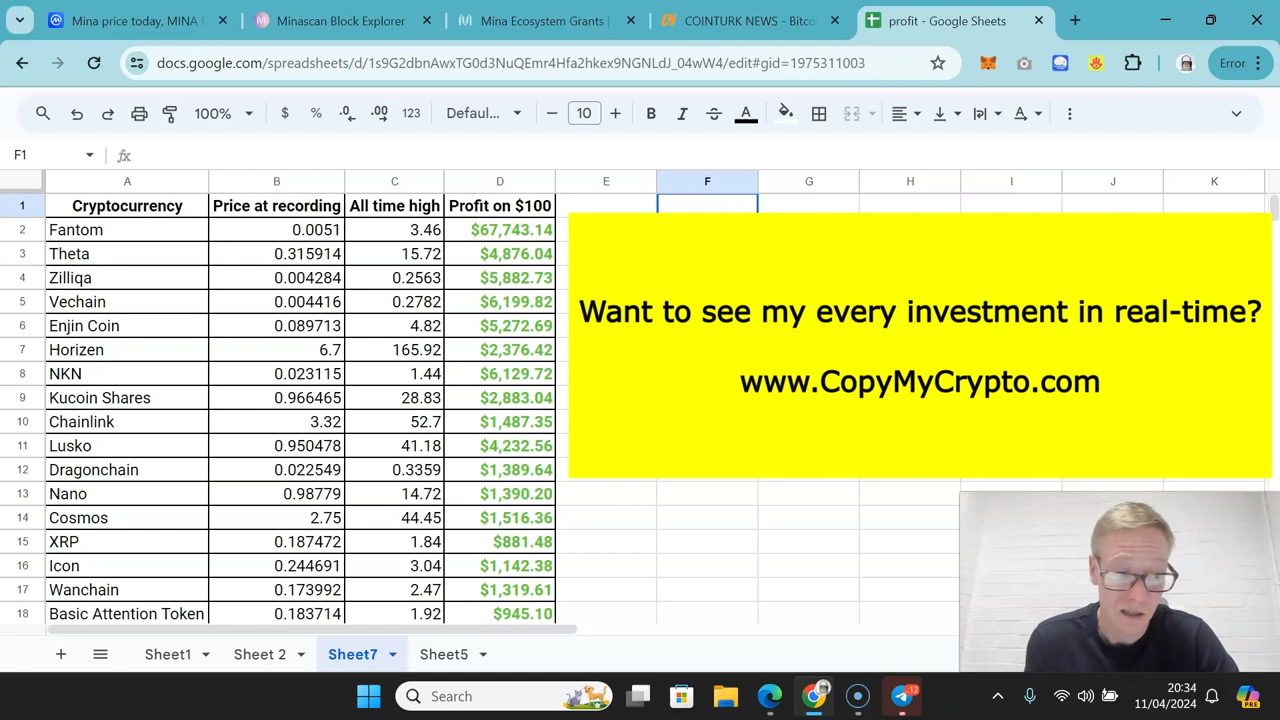 Mina price today, MINA t
Minascan Block Explorer
Mina Ecosystem Grants |
COINTURK NEWS - Bitco
profit - Google Sheets
docs.google.com/spreadsheets/d/1s9G2dbnAwxTG0d3NuQEmr4Hfa2hkex9NGNLdJ_04wW4/edit#gid=1975311003
Error
100% $ % .0 .00 123 Defaul... 10 B I A
F1 fx
A B C D E F G H I J K
1 Cryptocurrency Price at recording All time high Profit on $100
2 Fantom 0.0051 3.46 $67,743.14
3 Theta 0.315914 15.72 $4,876.04
4 Zilliqa 0.004284 0.2563 $5,882.73
5 Vechain 0.004416 0.2782 $6,199.82
6 Enjin Coin 0.089713 4.82 $5,272.69
7 Horizen 6.7 165.92 $2,376.42
8 NKN 0.023115 1.44 $6,129.72
9 Kucoin Shares 0.966465 28.83 $2,883.04
10 Chainlink 3.32 52.7 $1,487.35
11 Lusko 0.950478 41.18 $4,232.56
12 Dragonchain 0.022549 0.3359 $1,389.64
13 Nano 0.98779 14.72 $1,390.20
14 Cosmos 2.75 44.45 $1,516.36
15 XRP 0.187472 1.84 $881.48
16 Icon 0.244691 3.04 $1,142.38
17 Wanchain 0.173992 2.47 $1,319.61
18 Basic Attention Token 0.183714 1.92 $945.10
Want to see my every investment in real-time?
www.CopyMyCrypto.com
Sheet1 Sheet 2 Sheet7 Sheet5
Search
12
20:34
11/04/2024
PRE